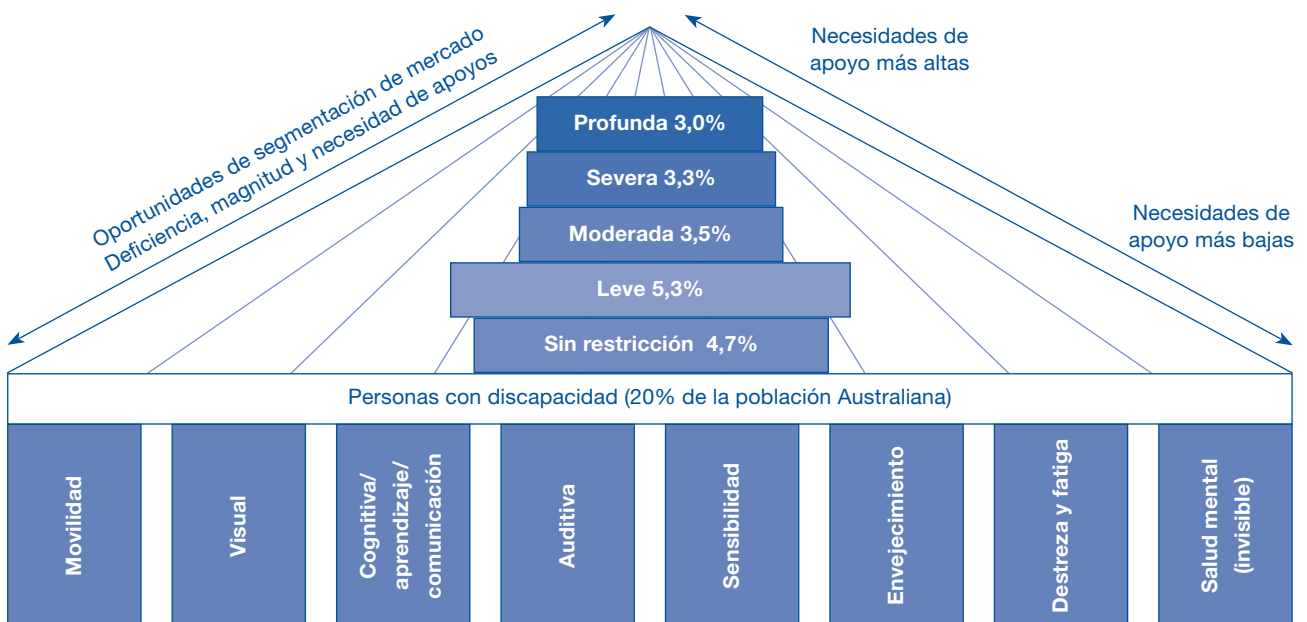 Oportunidades de segmentación de mercado
Deficiencia, magnitud y necesidad de apoyos
Necesidades de
apoyo más altas
Necesidades de
apoyo más bajas
Profunda 3,0%
Severa 3,3%
Moderada 3,5%
Leve 5,3%
Sin restricción 4,7%
Personas con discapacidad (20% de la población Australiana)
Movilidad
Visual
Cognitiva/
aprendizaje/
comunicación
Auditiva
Sensibilidad
Envejecimiento
Destreza y fatiga
Salud mental
(invisible)